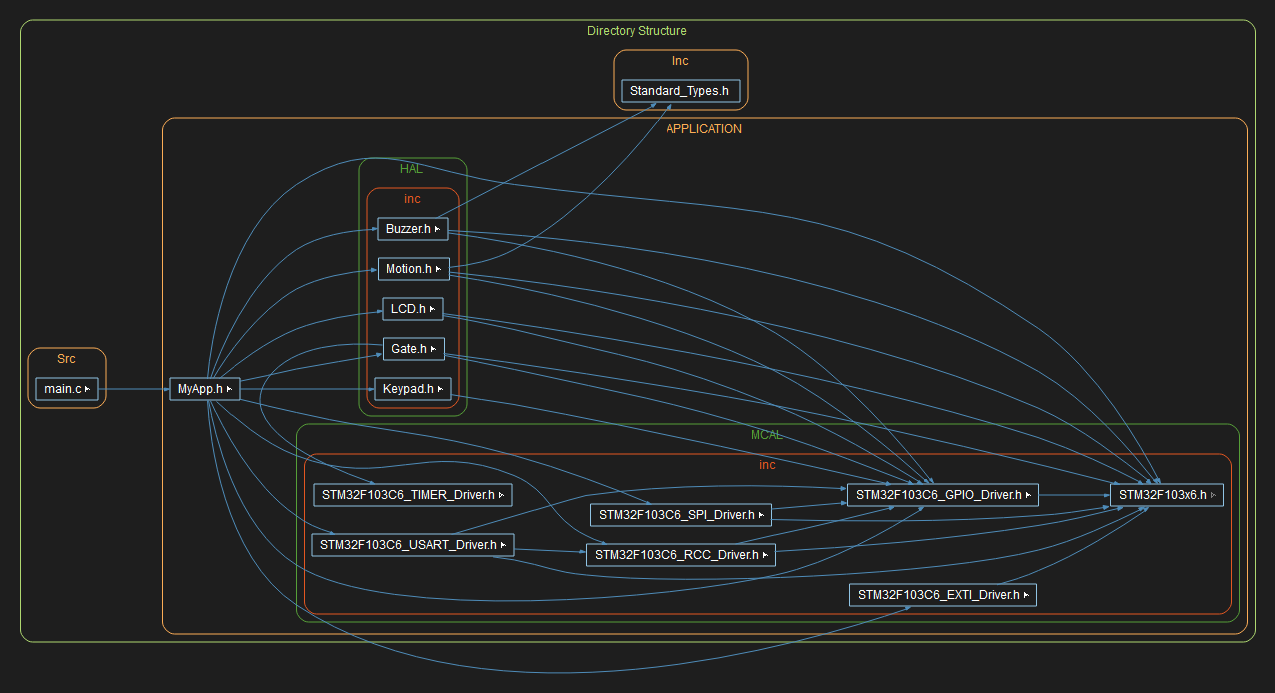 Directory Structure
Inc
Standard_Types.h
APPLICATION
HAL
inc
Buzzer.h
Motion.h
LCD.h
Gate.h
Keypad.h
Src
main.c
MyApp.h
MCAL
inc
STM32F103C6_TIMER_Driver.h
STM32F103C6_GPIO_Driver.h
STM32F103x6.h
STM32F103C6_SPI_Driver.h
STM32F103C6_USART_Driver.h
STM32F103C6_RCC_Driver.h
STM32F103C6_EXTI_Driver.h